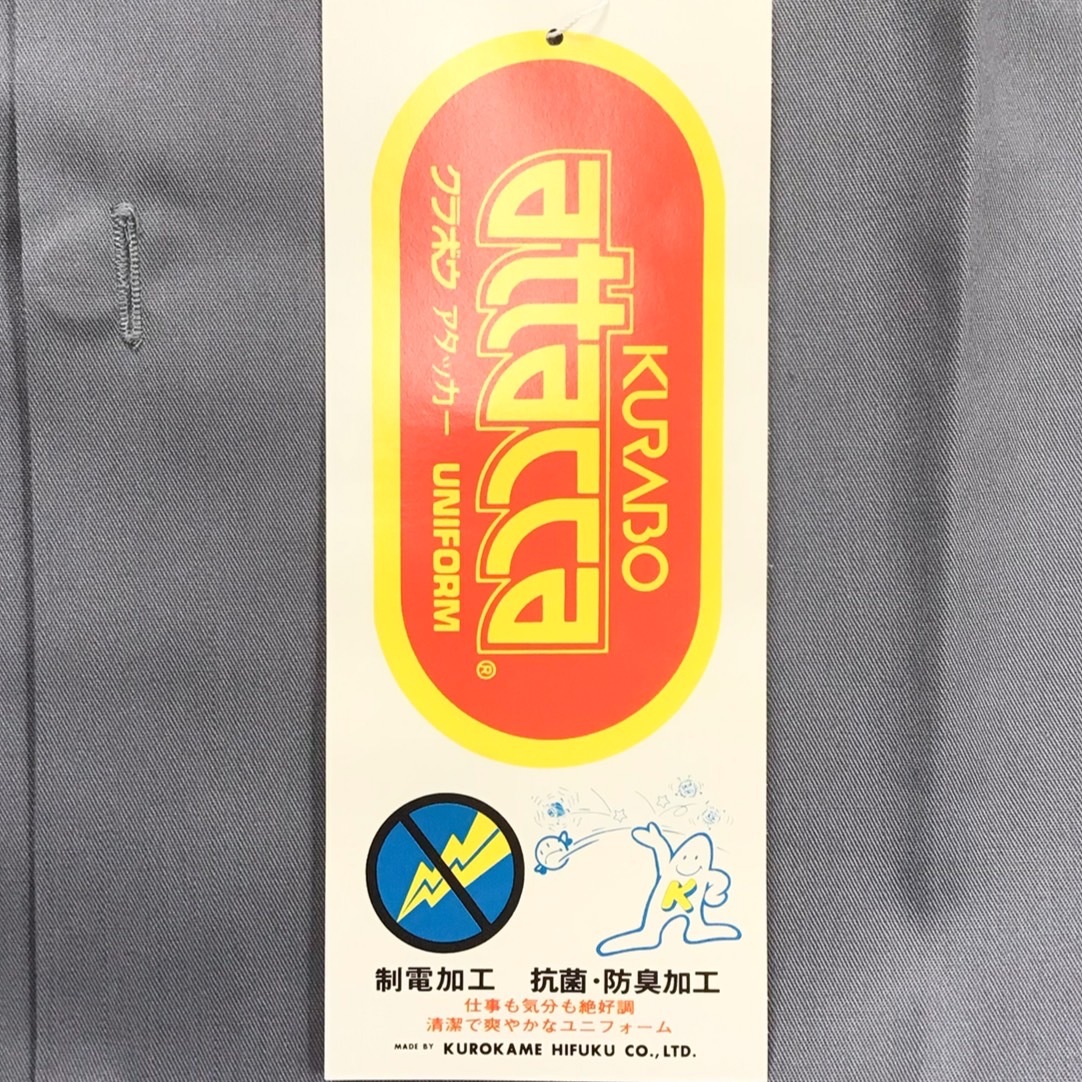 KURABO
attacca®
クラボウ アタッカー UNIFORM
K
制電加工 抗菌・防臭加工
仕事も気分も絶好調
清潔で爽やかなユニフォーム
MADE BY KUROKAME HIFUKU CO.,LTD.